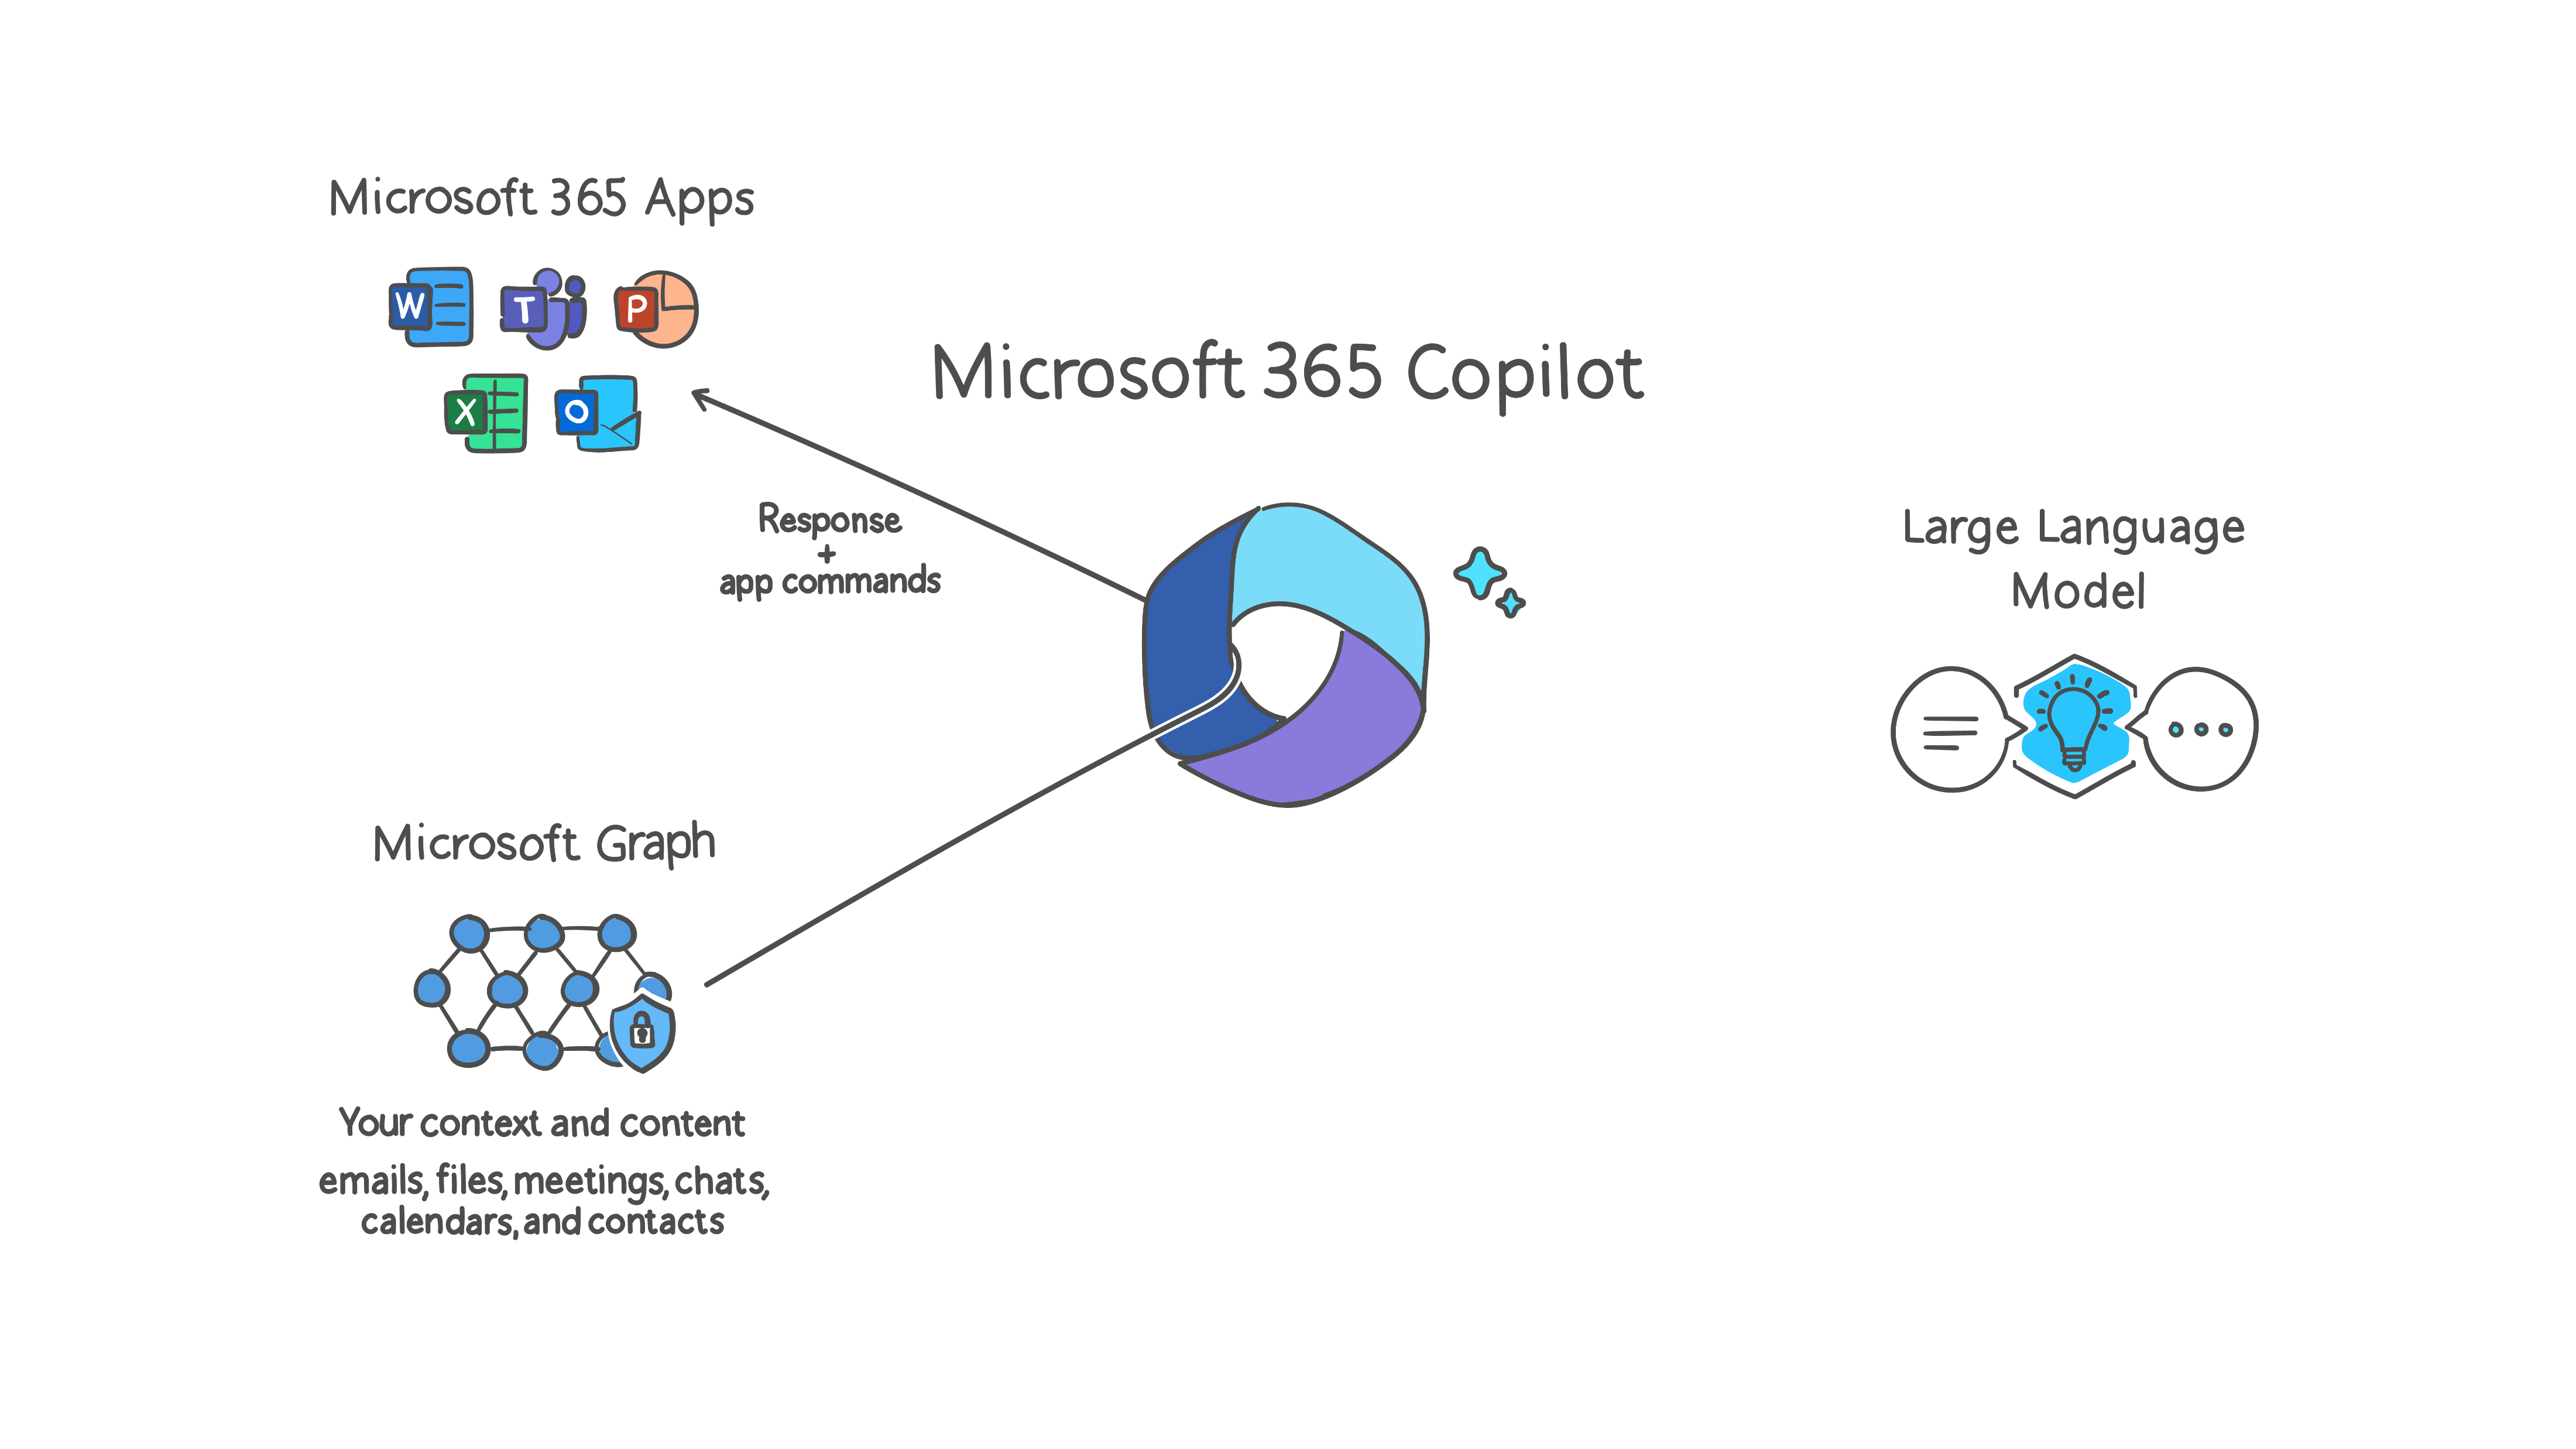 Microsoft 365 Apps
W
T
P
X
O
Microsoft 365 Copilot
Response
+
app commands
Large Language
Model
Microsoft Graph
Your context and content
emails, files, meetings, chats,
calendars, and contacts